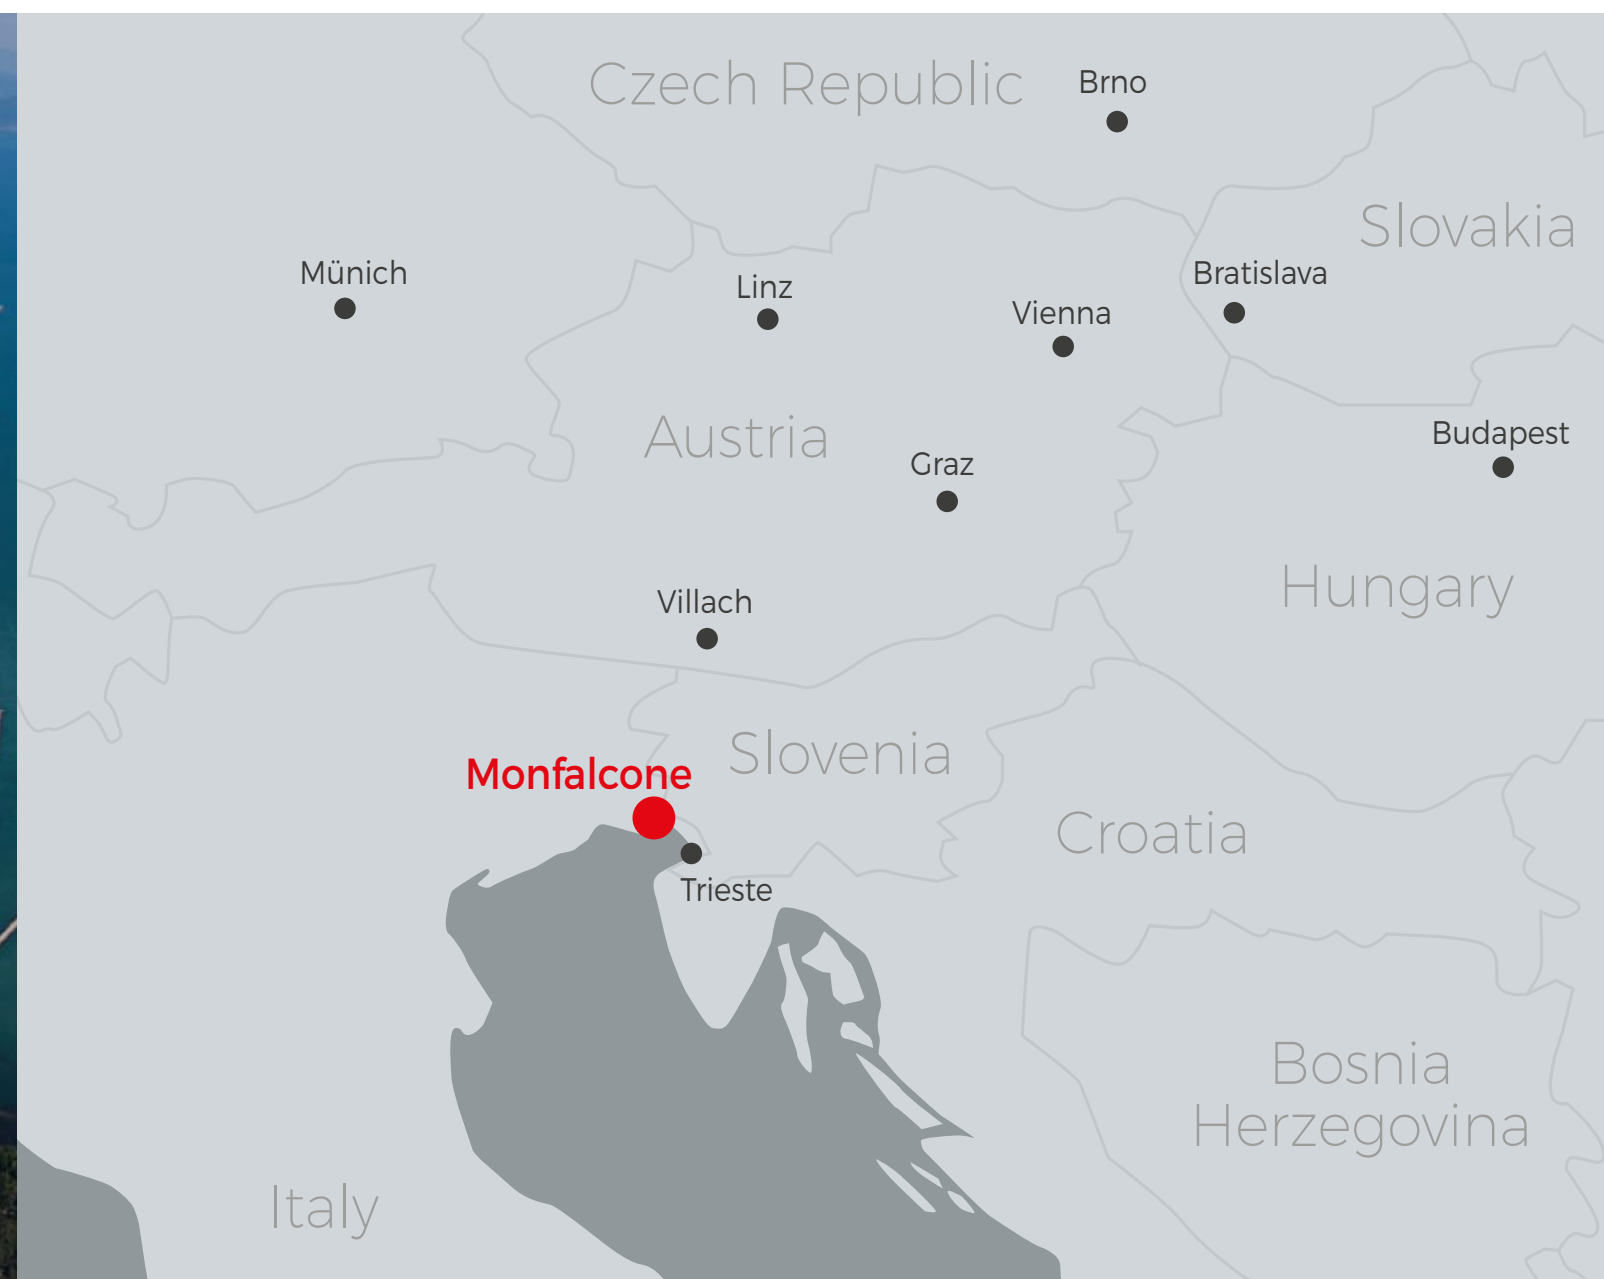 Czech Republic
Brno
Slovakia
Münich
Linz
Bratislava
Vienna
Austria
Budapest
Graz
Hungary
Villach
Slovenia
Monfalcone
Croatia
Trieste
Bosnia
Herzegovina
Italy